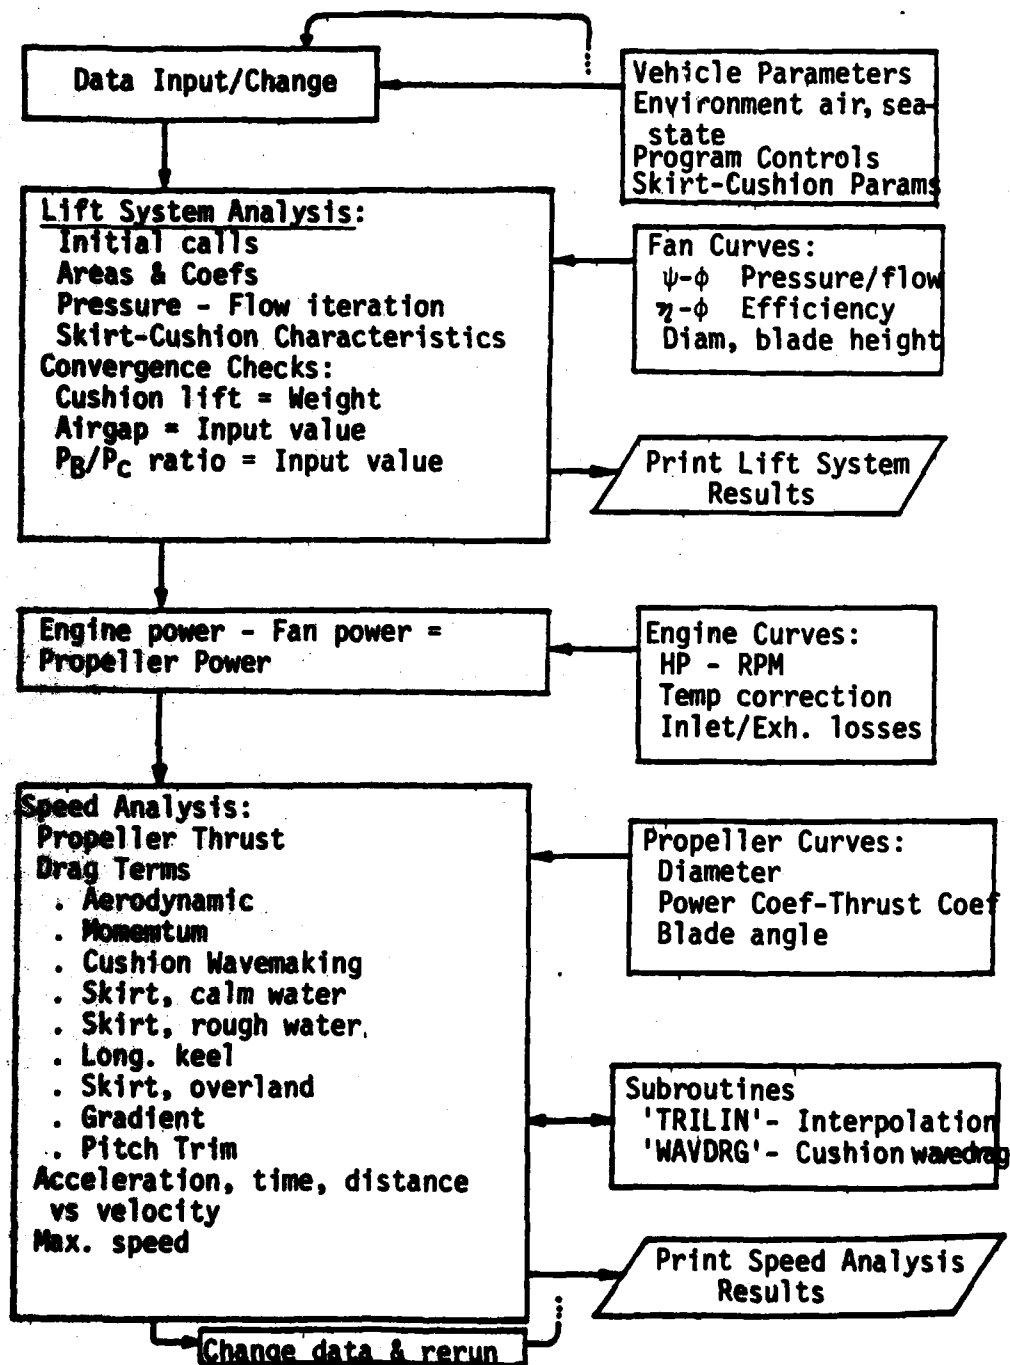 Data Input/Change
Vehicle Parameters
Environment air, sea-
state
Program Controls
Skirt-Cushion Params
Lift System Analysis:
Initial calls
Areas & Coefs
Pressure - Flow iteration
Skirt-Cushion Characteristics
Convergence Checks:
Cushion lift = Weight
Airgap = Input value
PB/PC ratio = Input value
Fan Curves:
ψ-ϕ Pressure/flow
η-ϕ Efficiency
Diam, blade height
Print Lift System
Results
Engine power - Fan power =
Propeller Power
Engine Curves:
HP - RPM
Temp correction
Inlet/Exh. losses
Speed Analysis:
Propeller Thrust
Drag Terms
. Aerodynamic
. Momemtum
. Cushion Wavemaking
. Skirt, calm water
. Skirt, rough water
. Long. keel
. Skirt, overland
. Gradient
. Pitch Trim
Acceleration, time, distance
vs velocity
Max. speed
Propeller Curves:
Diameter
Power Coef-Thrust Coef
Blade angle
Subroutines
'TRILIN'- Interpolation
'WAVDRG'- Cushion wavedrag
Print Speed Analysis
Results
Change data & rerun